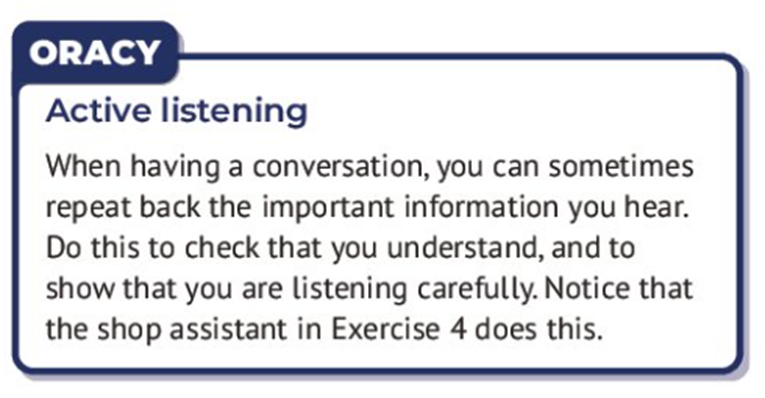 ORACY
Active listening
When having a conversation, you can sometimes
repeat back the important information you hear.
Do this to check that you understand, and to
show that you are listening carefully. Notice that
the shop assistant in Exercise 4 does this.